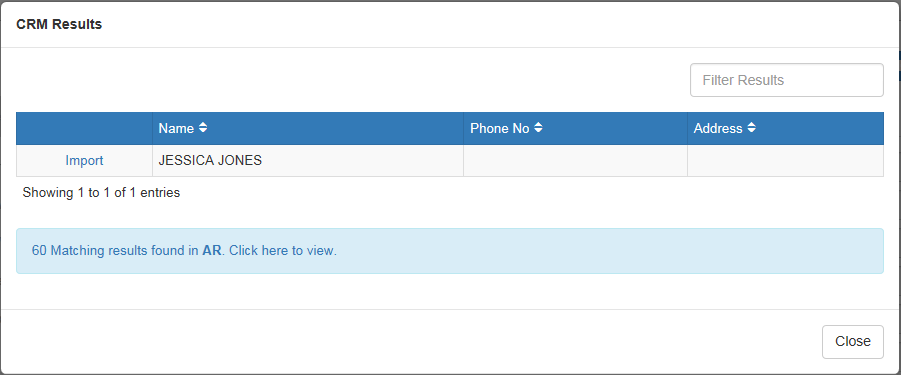 CRM Results
Filter Results
Name Phone No Address
Import JESSICA JONES
Showing 1 to 1 of 1 entries
60 Matching results found in AR. Click here to view.
Close